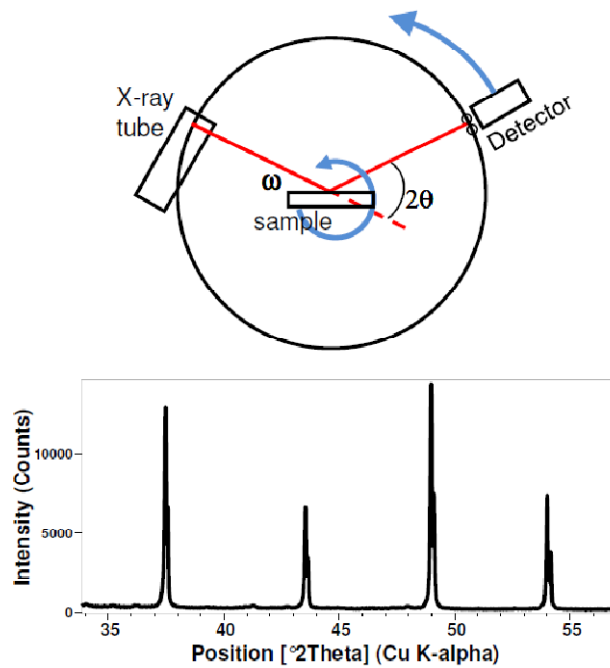 X-ray
tube
Detector
ω
2θ
sample
Intensity (Counts)
10000
5000
0
35
40
45
50
55
Position [°2Theta] (Cu K-alpha)